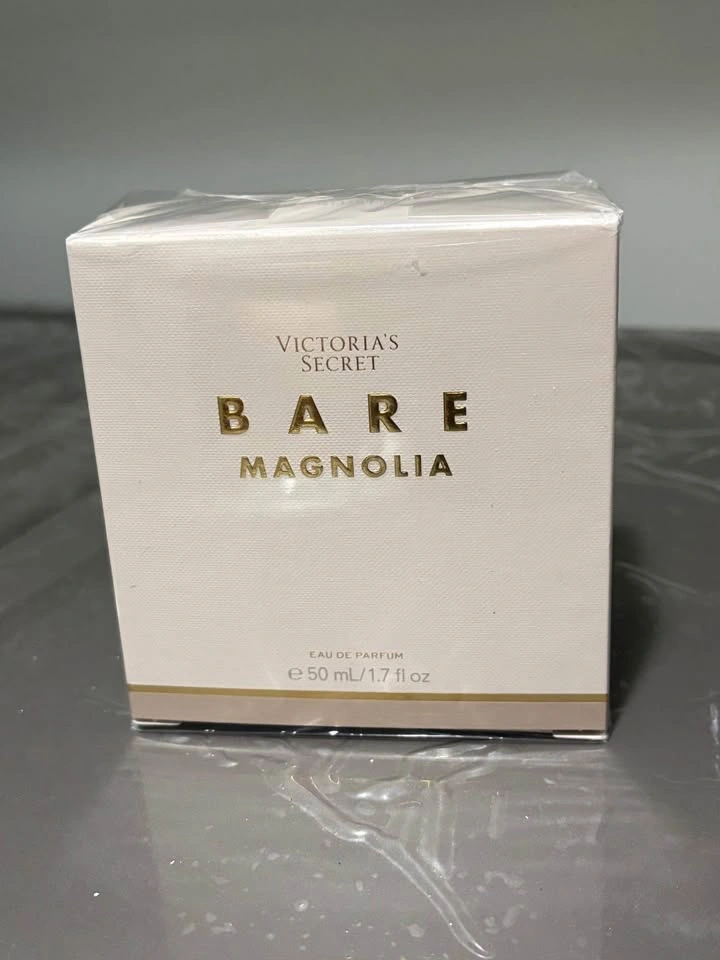 VICTORIA'S
SECRET
BARE
MAGNOLIA
EAU DE PARFUM
℮ 50 mL/1.7 fl oz